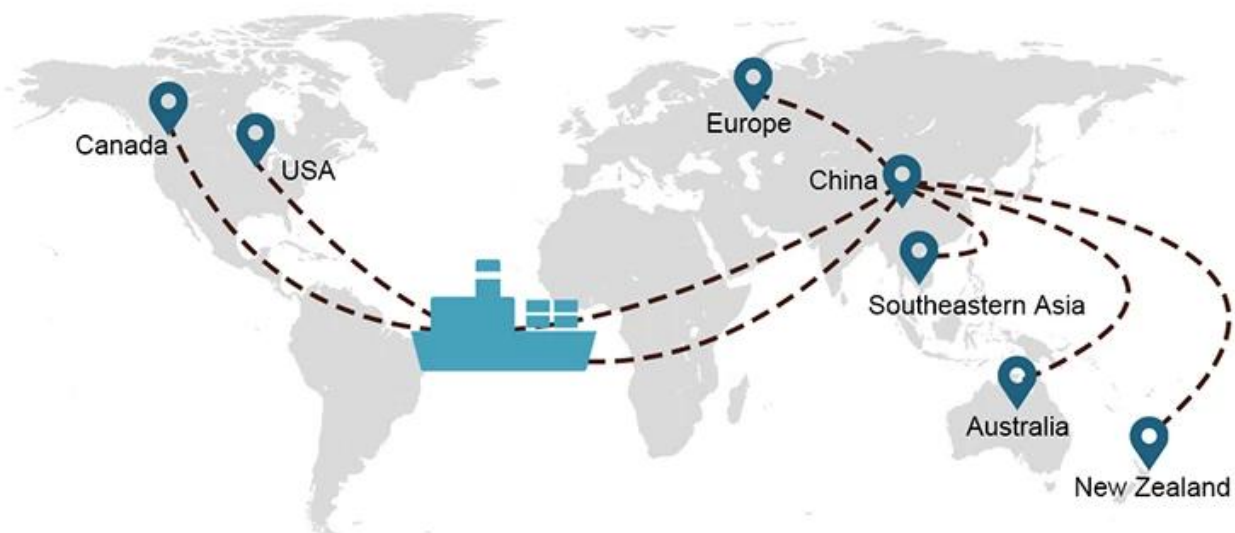 Canada
USA
Europe
China
Southeastern Asia
Australia
New Zealand